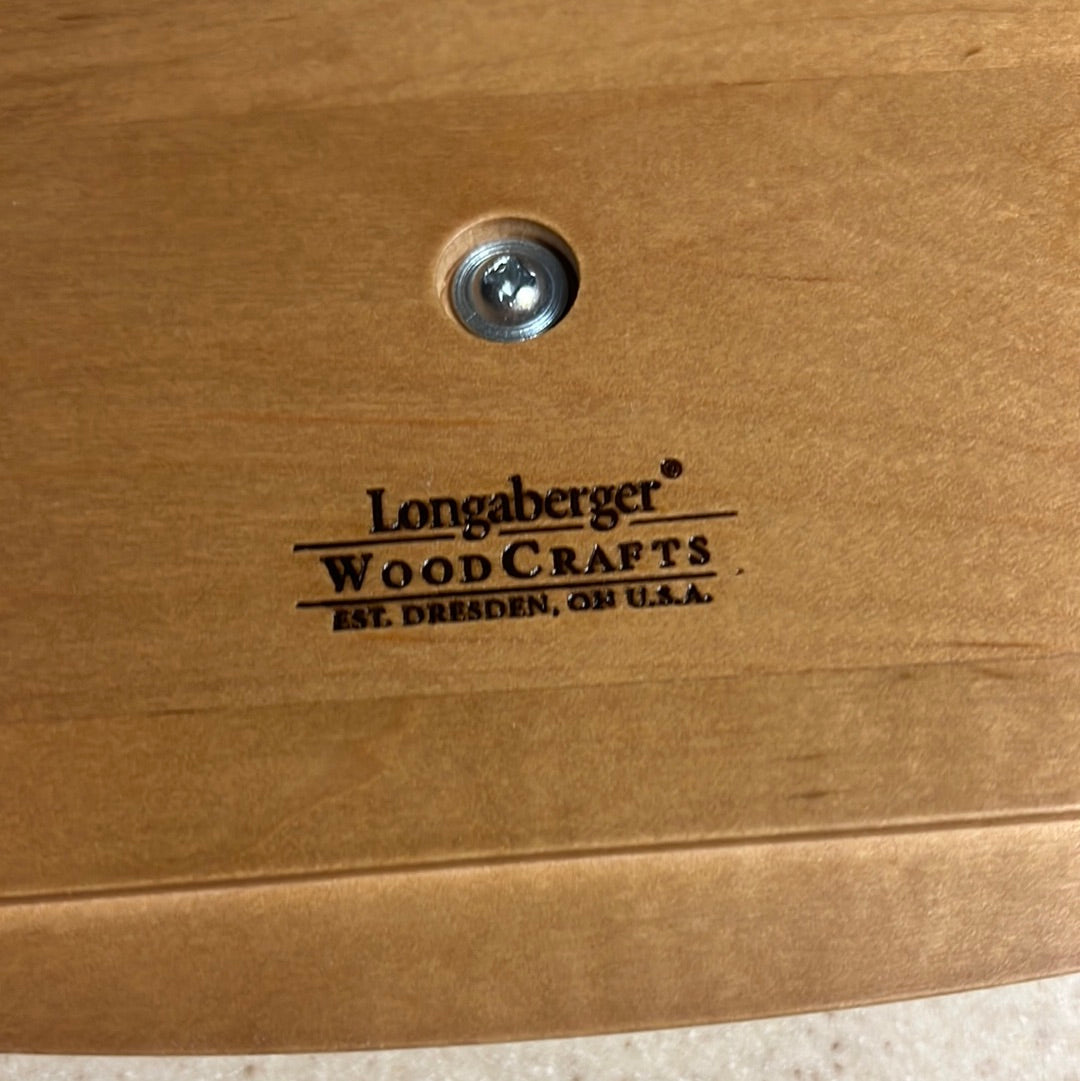 Longaberger®
WOODCRAFTS
EST. DRESDEN, OH U.S.A.